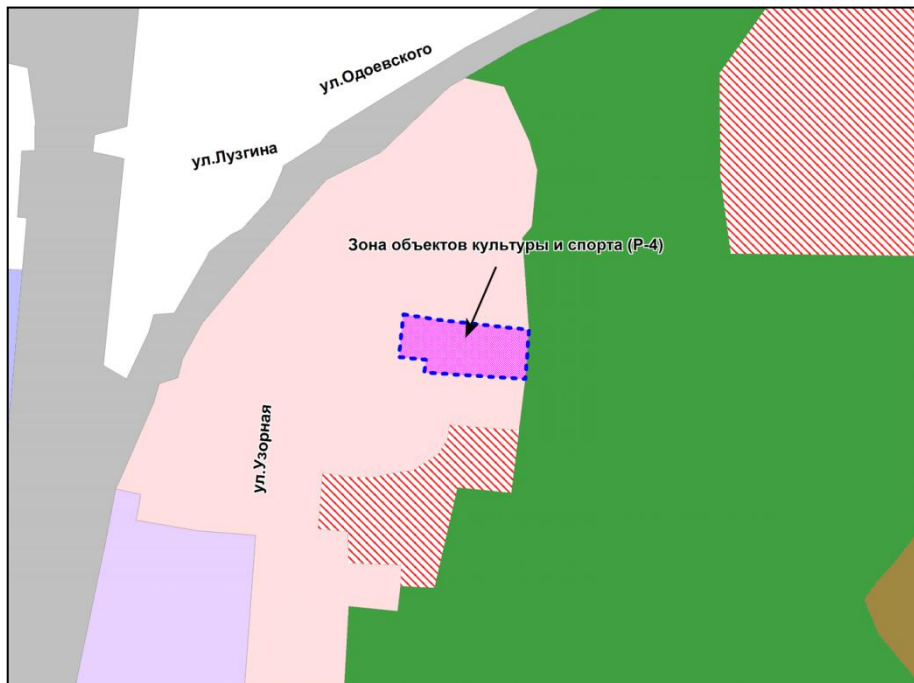 ул.Одоевского
ул.Лузгина
Зона объектов культуры и спорта (Р-4)
ул.Узорная